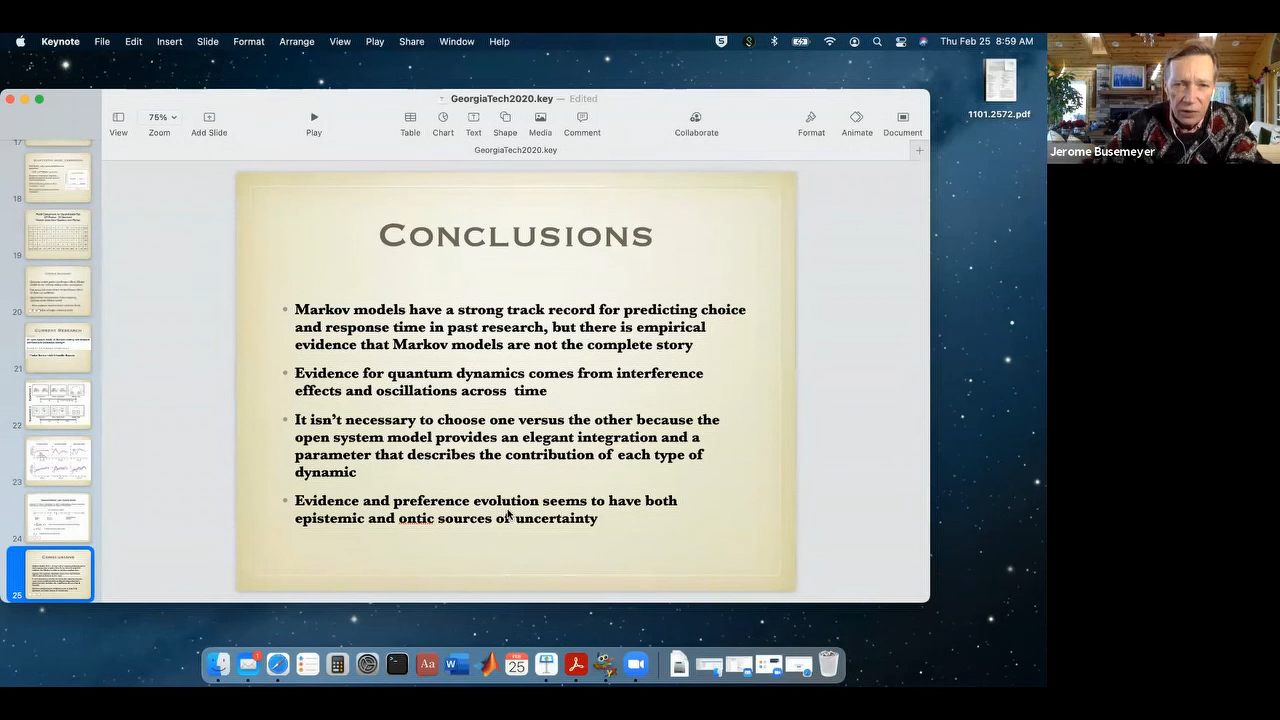 Keynote File Edit Insert Slide Format Arrange View Play Share Window Help Thu Feb 25 8:59 AM
GeorgiaTech2020.key — Edited
75%
View Zoom Add Slide Play Table Chart Text Shape Media Comment Collaborate Format Animate Document
GeorgiaTech2020.key
1101.2572.pdf
Jerome Busemeyer
17
18
19
20
Current Research
21
22
23
24
Conclusions
25
Conclusions
Markov models have a strong track record for predicting choice
and response time in past research, but there is empirical
evidence that Markov models are not the complete story
Evidence for quantum dynamics comes from interference
effects and oscillations across time
It isn't necessary to choose one versus the other because the
open system model provides an elegant integration and a
parameter that describes the contribution of each type of
dynamic
Evidence and preference evolution seems to have both
epistemic and ontic sources of uncertainty
1
Aa
FEB
25